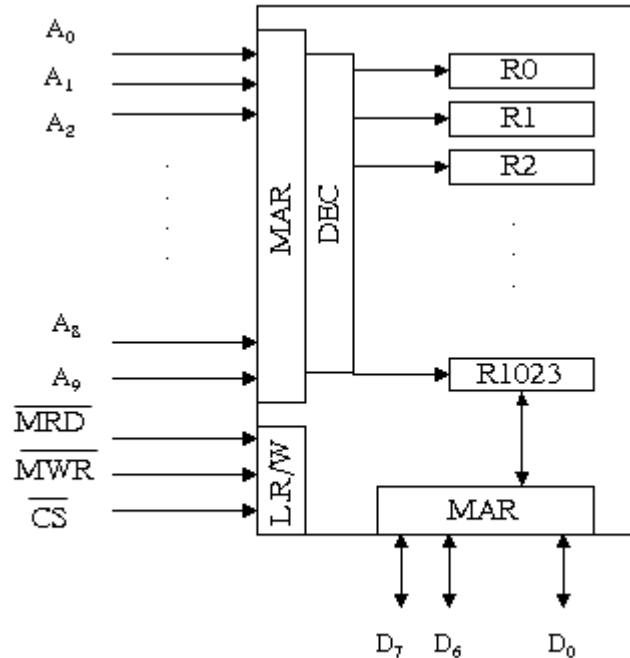 A₀
A₁
A₂
A₈
A₉
MRD
MWR
CS
MAR
DEC
L.R/W
R0
R1
R2
R1023
MAR
D₇ D₆ D₀